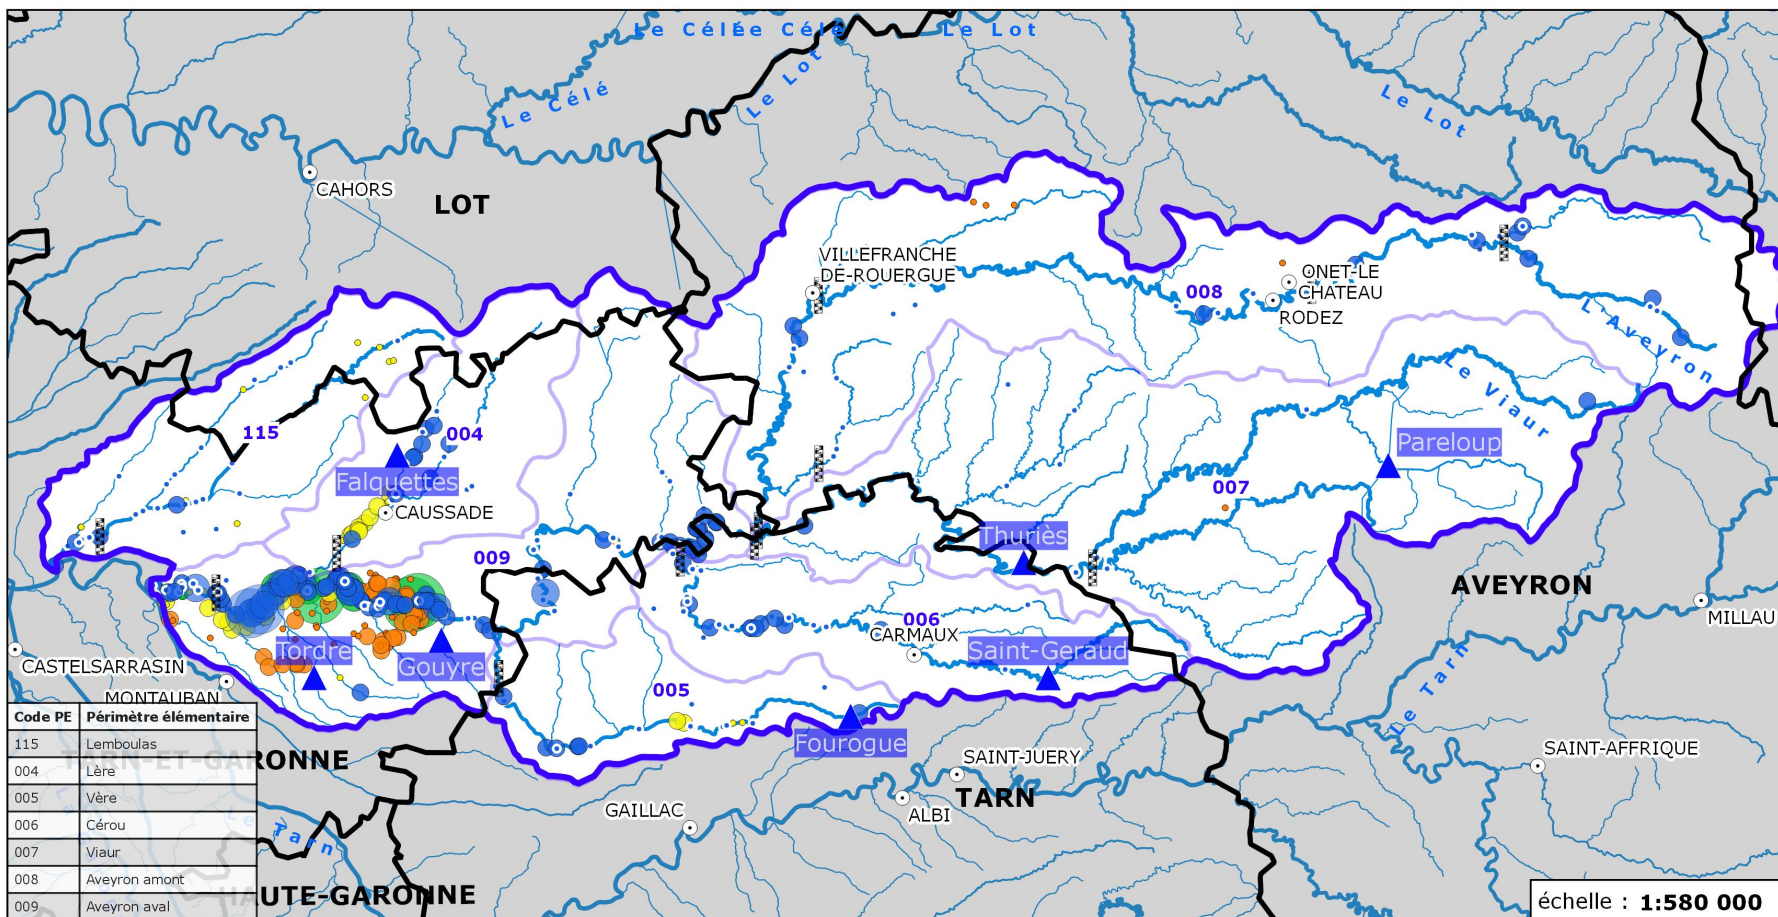 Le Célé
Le Célé
Le Lot
Le Lot
Le Célé
Le Lot
CAHORS
LOT
VILLEFRANCHE
DE-ROUERGUE
008
ONET-LE
CHATEAU
RODEZ
L'Aveyron
Le Viaur
115
004
Pareloup
Falquettes
CAUSSADE
007
Thuriès
009
AVEYRON
MILLAU
006
CARMAUX
Saint-Geraud
Tordre
Gouyre
CASTELSARRASIN
MONTAUBAN
005
Le Tarn
Le Tarn
Fourogue
SAINT-JUERY
SAINT-AFFRIQUE
TARN
ALBI
GAILLAC
TARN-ET-GARONNE
Le Tarn
HAUTE-GARONNE
Code PE Périmètre élémentaire
115 Lemboulas
004 Lère
005 Vère
006 Cérou
007 Viaur
008 Aveyron amont
009 Aveyron aval
échelle : 1:580 000